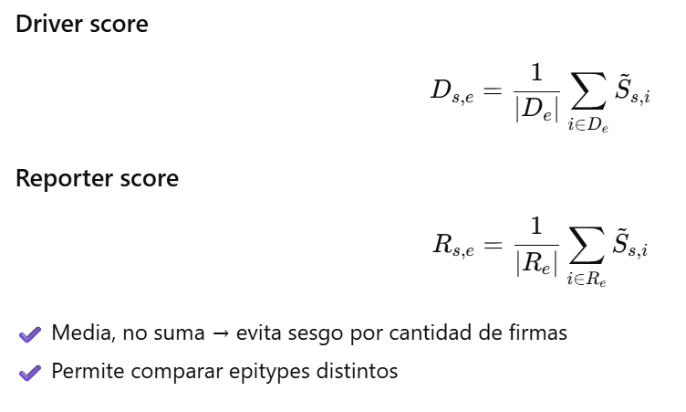 Driver score
D_{s,e} = \frac{1}{|D_e|} \sum_{i \in D_e} \tilde{S}_{s,i}
Reporter score
R_{s,e} = \frac{1}{|R_e|} \sum_{i \in R_e} \tilde{S}_{s,i}
✔ Media, no suma → evita sesgo por cantidad de firmas
✔ Permite comparar epitypes distintos